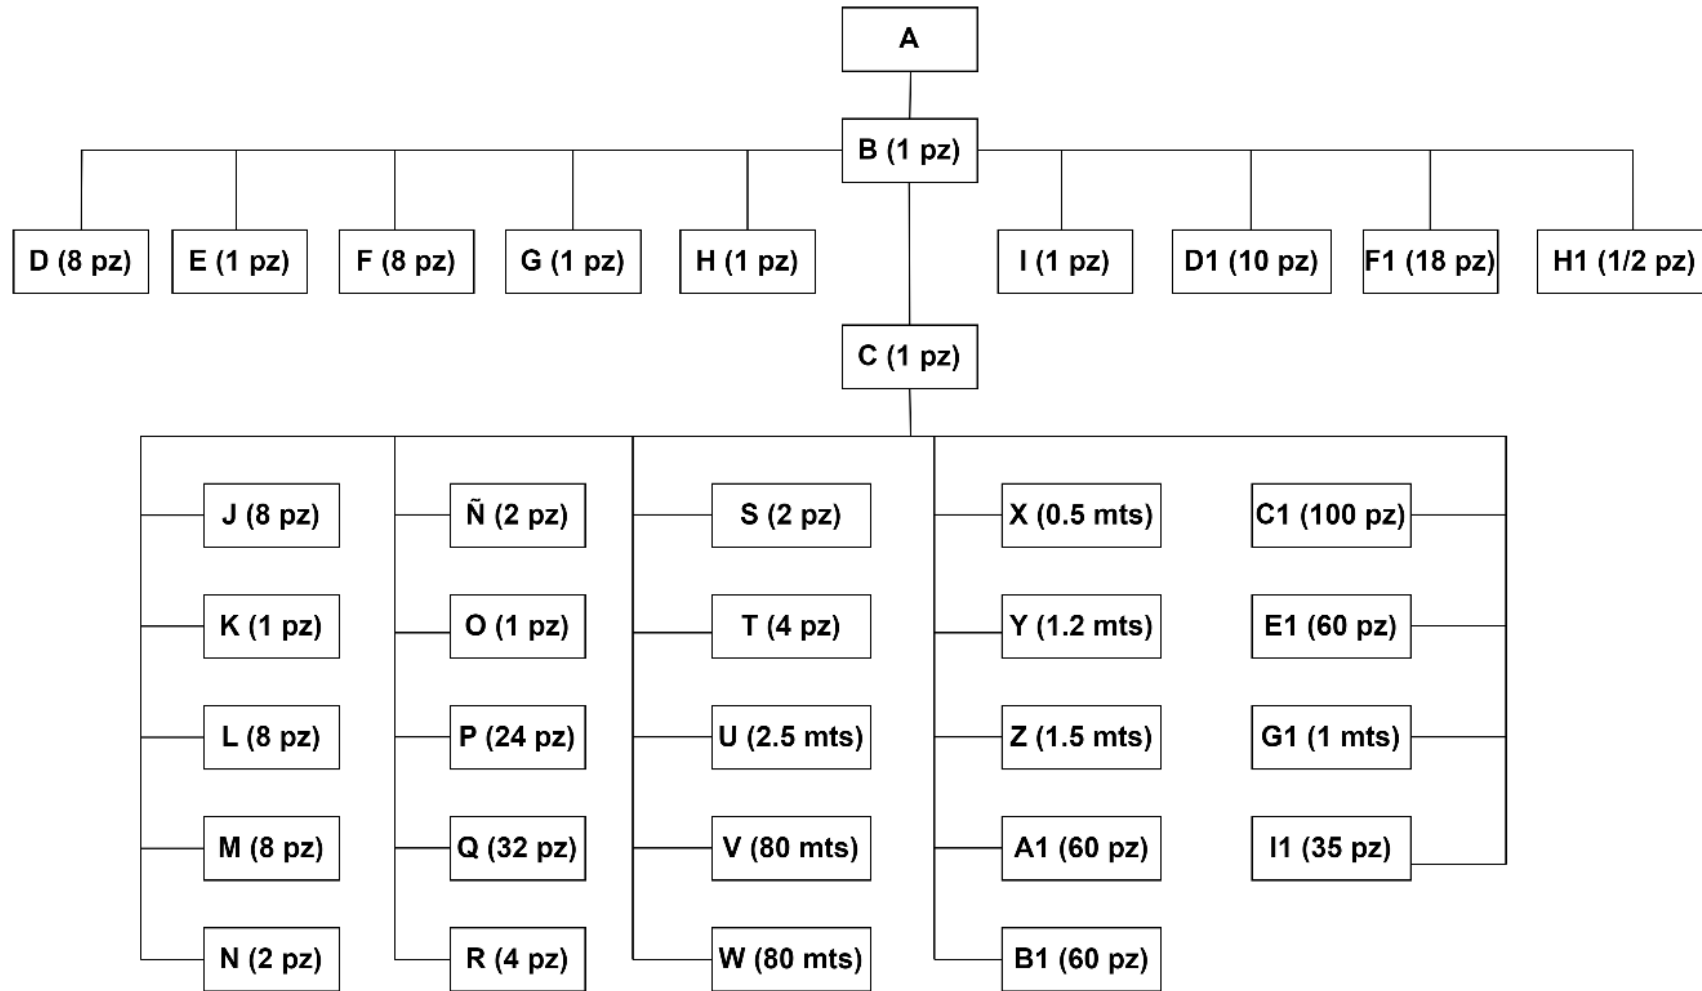 A
B (1 pz)
D (8 pz)
E (1 pz)
F (8 pz)
G (1 pz)
H (1 pz)
I (1 pz)
D1 (10 pz)
F1 (18 pz)
H1 (1/2 pz)
C (1 pz)
J (8 pz)
K (1 pz)
L (8 pz)
M (8 pz)
N (2 pz)
Ñ (2 pz)
O (1 pz)
P (24 pz)
Q (32 pz)
R (4 pz)
S (2 pz)
T (4 pz)
U (2.5 mts)
V (80 mts)
W (80 mts)
X (0.5 mts)
Y (1.2 mts)
Z (1.5 mts)
A1 (60 pz)
B1 (60 pz)
C1 (100 pz)
E1 (60 pz)
G1 (1 mts)
I1 (35 pz)